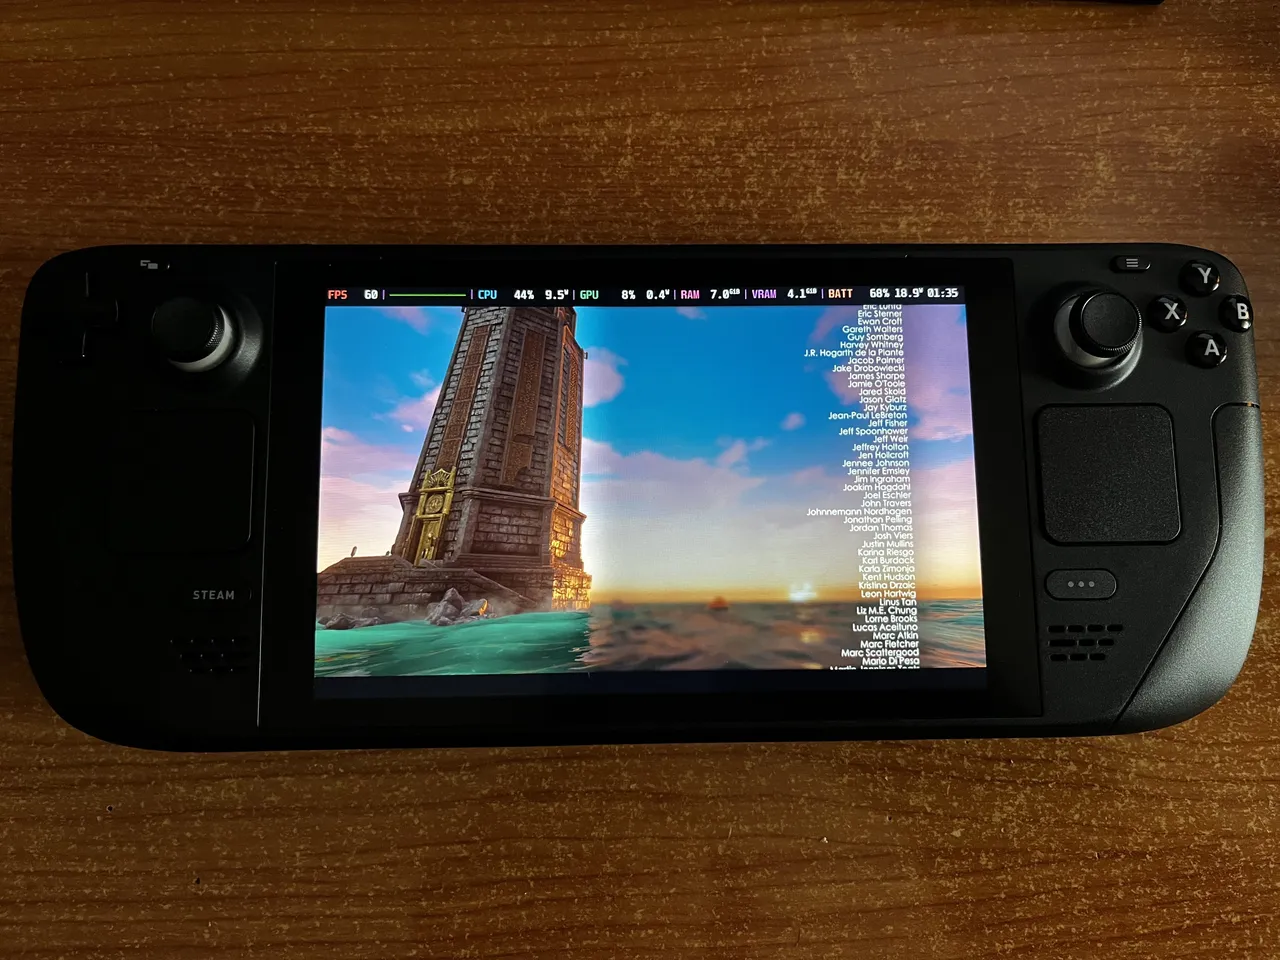 FPS 60 CPU 44% 9.5W GPU 8% 0.4W RAM 7.0GiB VRAM 4.1GiB BATT 68% 18.9W 01:35
Eric Sterner
Ewan Croft
Gareth Walters
Guy Somberg
Harvey Whitney
J.R. Hogarth de la Plante
Jacob Palmer
Jake Drobowiecki
James Sharpe
Jamie O'Toole
Jared Skold
Jason Glatz
Jay Kyburz
Jean-Paul LeBreton
Jeff Fisher
Jeff Spoonhower
Jeff Weir
Jeffrey Holton
Jen Hollcroft
Jennee Johnson
Jennifer Emsley
Jim Ingraham
Joakim Hagdahl
Joel Eschler
John Travers
Johnnemann Nordhagen
Jonathan Pelling
Jordan Thomas
Josh Viers
Justin Mullins
Karina Riesgo
Karl Burdack
Karla Zimonja
Kent Hudson
Kristina Drzaic
Leon Hartwig
Linus Tan
Liz M.E. Chung
Lorne Brooks
Lucas Aceituno
Marc Atkin
Marc Fletcher
Marc Scattergood
Mario Di Pesa
Y
X
B
A
STEAM